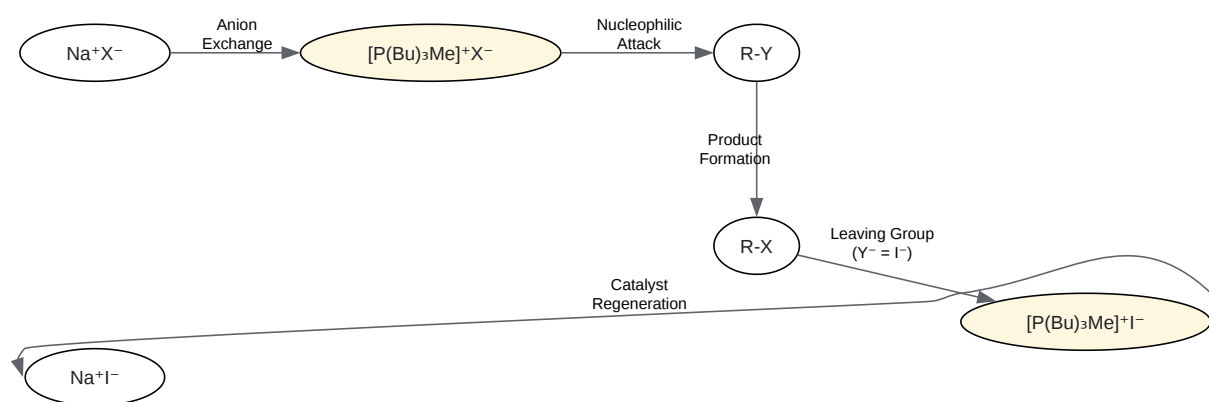 Anion
Exchange
Nucleophilic
Attack
Na⁺X⁻
[P(Bu)₃Me]⁺X⁻
R-Y
Product
Formation
Leaving Group
(Y⁻ = I⁻)
R-X
Catalyst
Regeneration
[P(Bu)₃Me]⁺I⁻
Na⁺I⁻